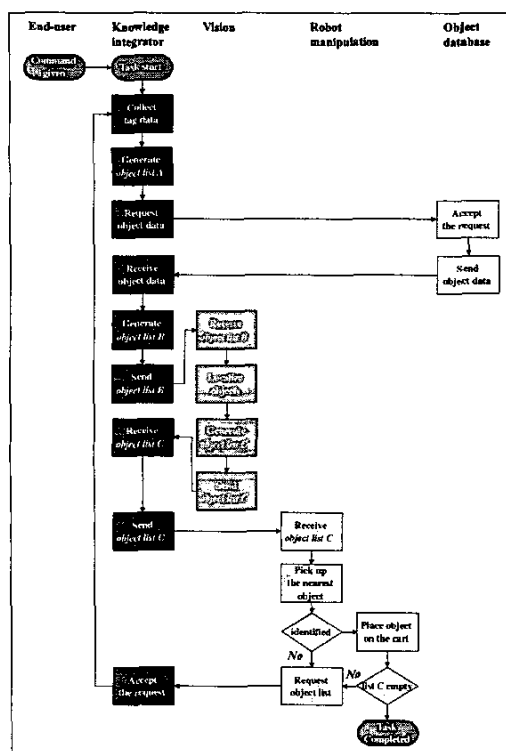 End-user
Knowledge
integrator
Vision
Robot
manipulation
Object
database
Command
is given
Task start
Collect
tag data
Generate
object list A
Request
object data
Accept
the request
Send
object data
Receive
object data
Generate
object list B
Send
object list B
Receive
object list B
Localize
objects
Generate
object list C
Receive
object list C
Send
object list C
Send
object list C
Receive
object list C
Pick up
the nearest
object
identified
Place object
on the cart
No
Request
object list
No
list C empty
Accept
the request
Task
Completed